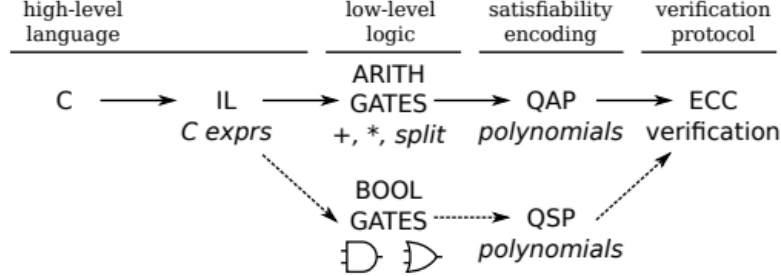 high-level
language
low-level
logic
satisfiability
encoding
verification
protocol
C
IL
C exprs
ARITH
GATES
+, *, split
QAP
polynomials
ECC
verification
BOOL
GATES
QSP
polynomials